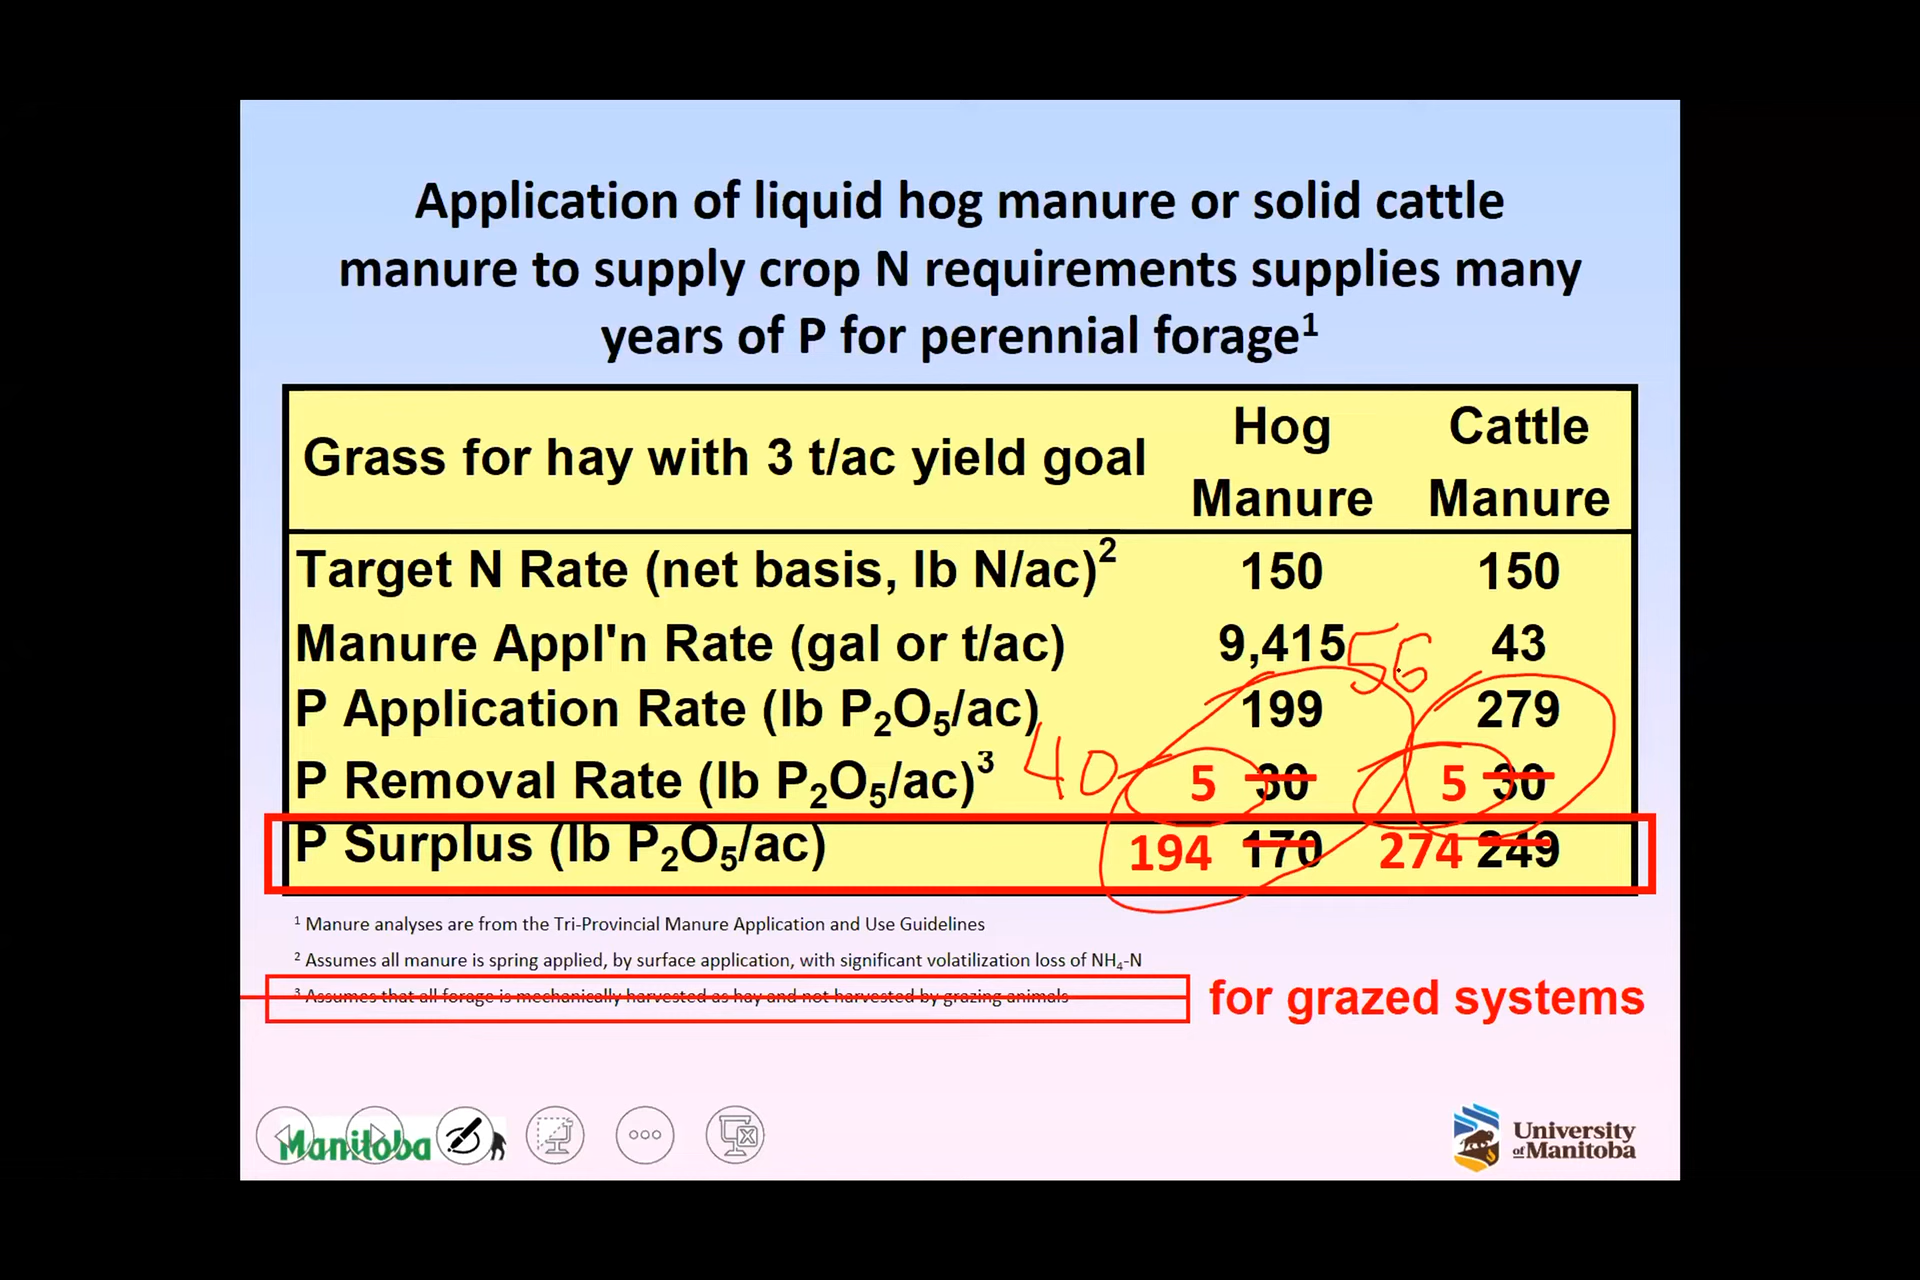 Application of liquid hog manure or solid cattle
manure to supply crop N requirements supplies many
years of P for perennial forage¹
Grass for hay with 3 t/ac yield goal
Hog
Manure
Cattle
Manure
Target N Rate (net basis, lb N/ac)² 150 150
Manure Appl'n Rate (gal or t/ac) 9,415 56 43
P Application Rate (lb P₂O₅/ac) 199 279
P Removal Rate (lb P₂O₅/ac)³ 40 5 30 5 30
P Surplus (lb P₂O₅/ac) 194 170 274 249
¹ Manure analyses are from the Tri-Provincial Manure Application and Use Guidelines
² Assumes all manure is spring applied, by surface application, with significant volatilization loss of NH₄-N
³ Assumes that all forage is mechanically harvested as hay and not harvested by grazing animals
for grazed systems
Manitoba
University
of Manitoba